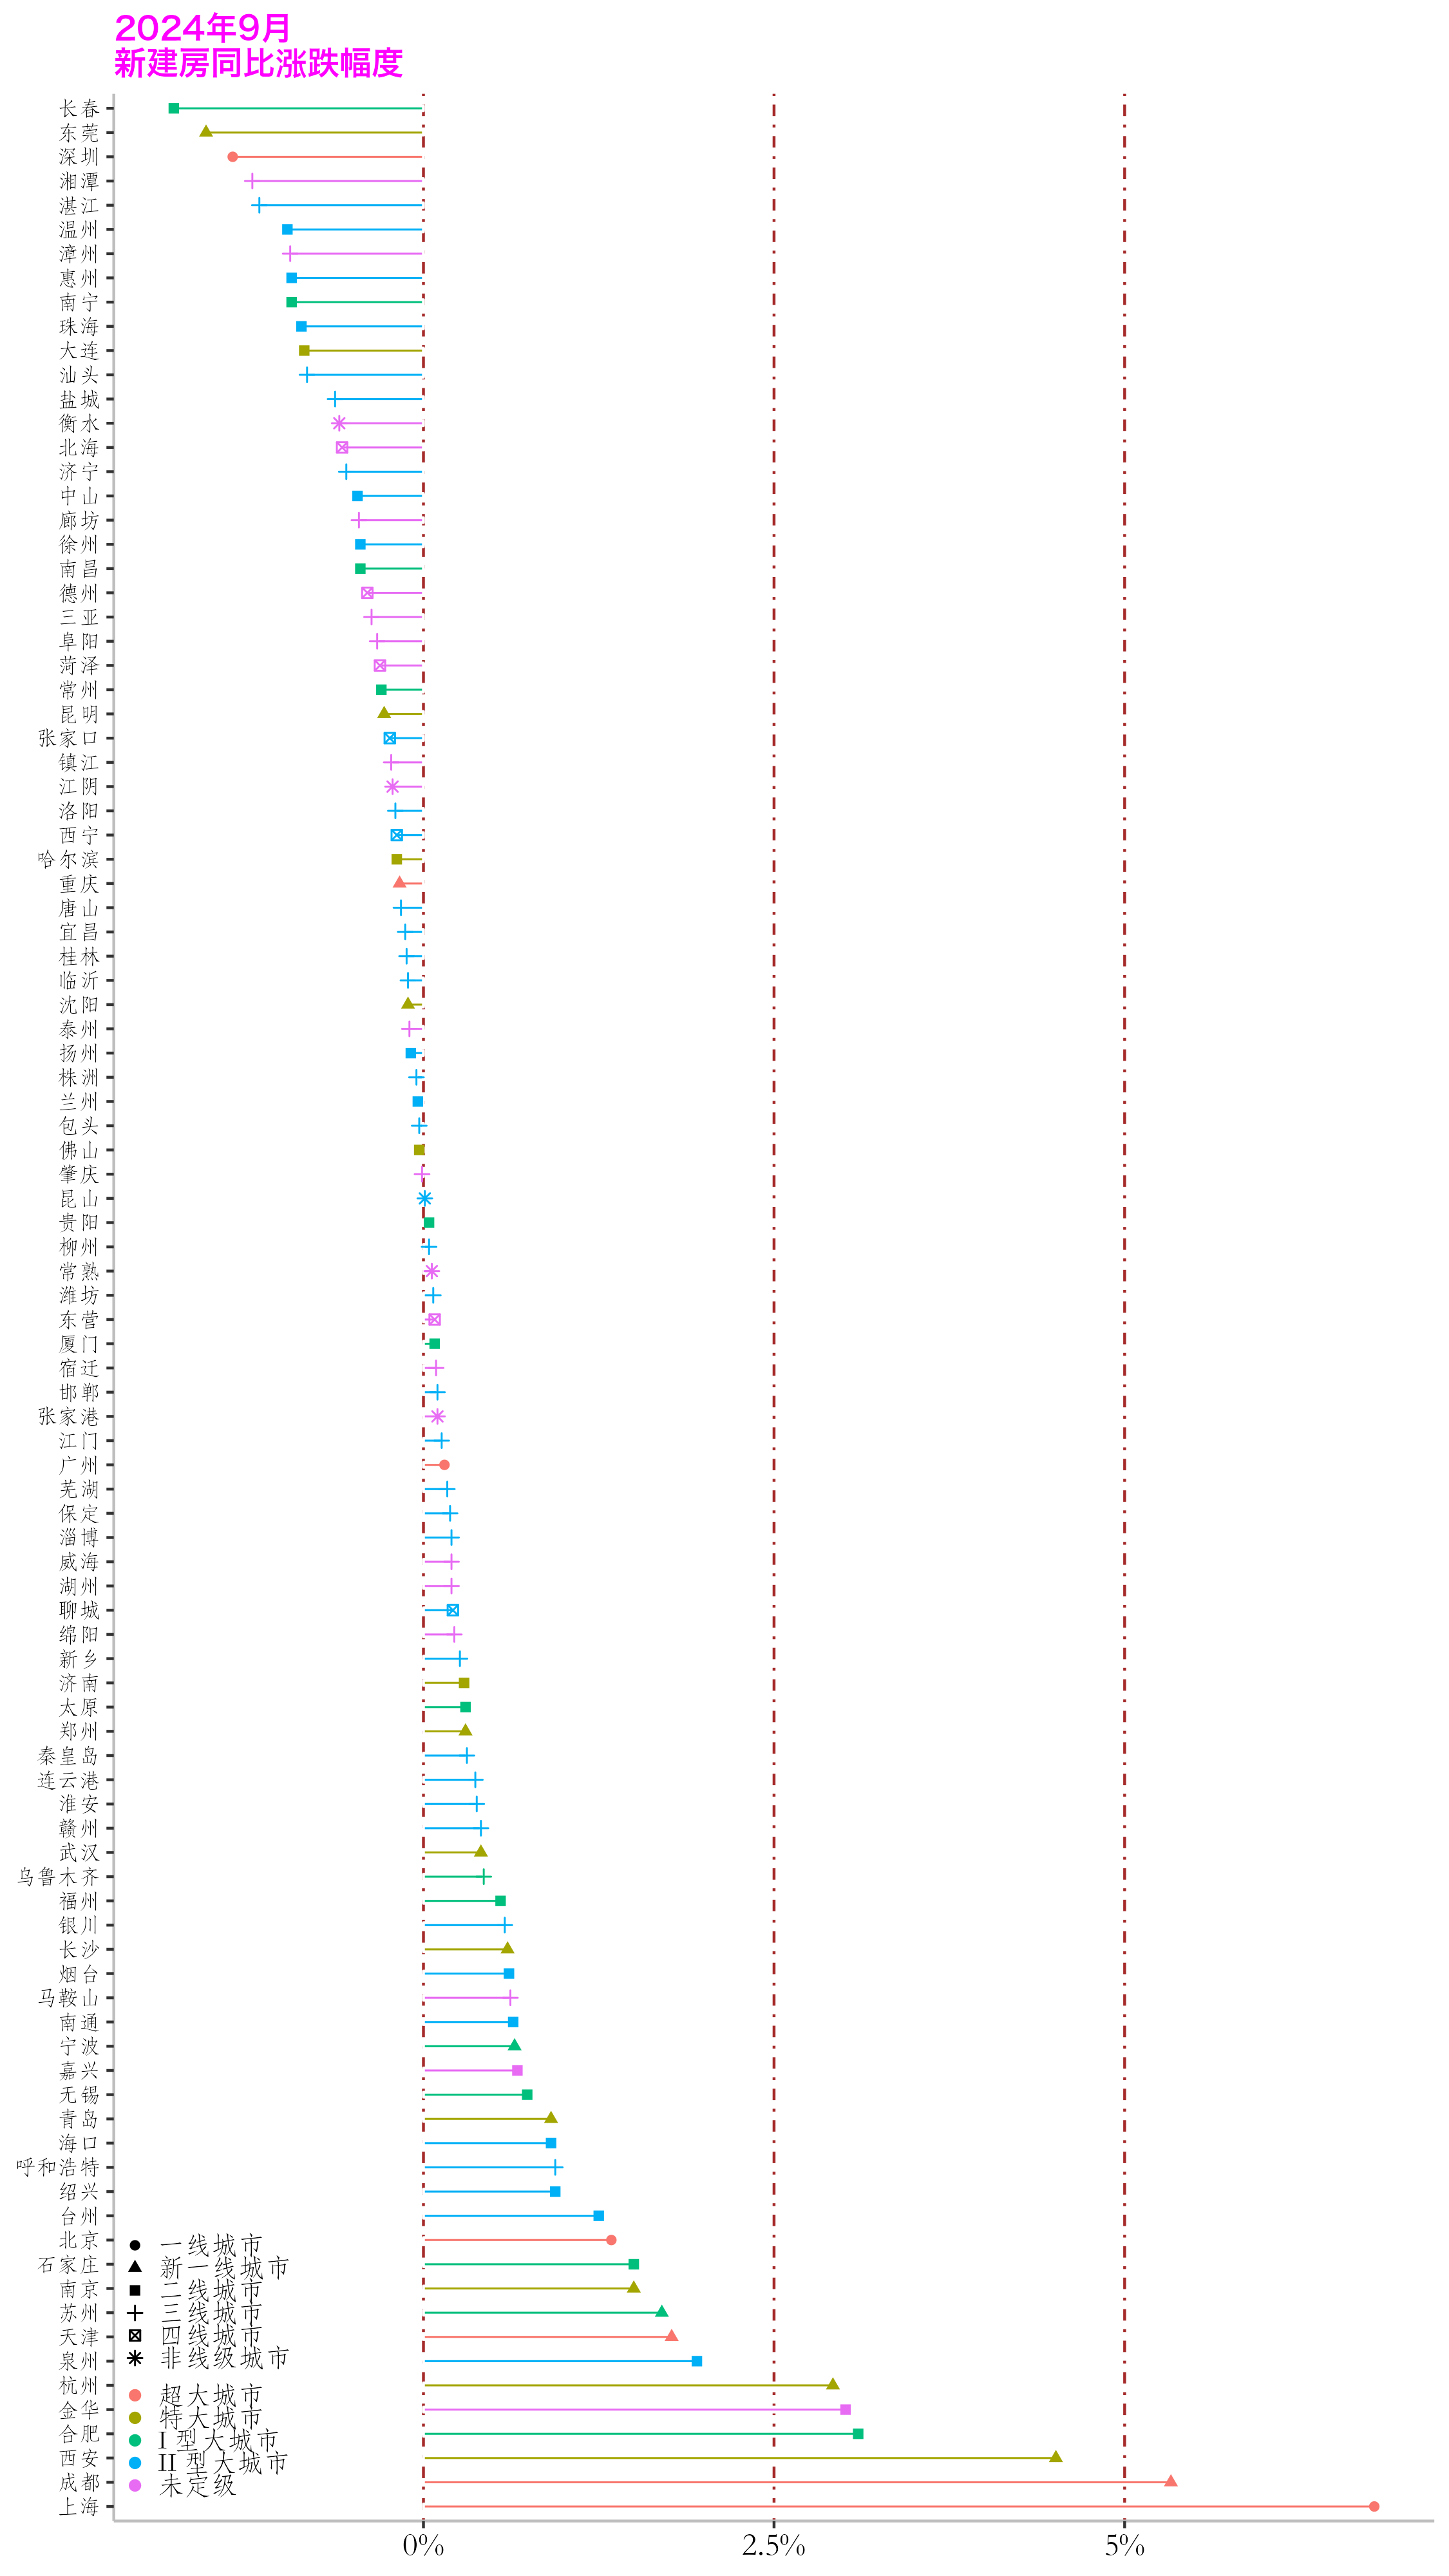 2024年9月
新建房同比涨跌幅度
长春
东莞
深圳
湘潭
湛江
温州
漳州
惠州
南宁
珠海
大连
汕头
盐城
衡水
北海
济宁
中山
廊坊
徐州
南昌
德州
三亚
阜阳
菏泽
常州
昆明
张家口
镇江
江阴
洛阳
西宁
哈尔滨
重庆
唐山
宜昌
桂林
临沂
沈阳
泰州
扬州
株洲
兰州
包头
佛山
肇庆
昆山
贵阳
柳州
常熟
潍坊
东营
厦门
宿迁
邯郸
张家港
江门
广州
芜湖
保定
淄博
威海
湖州
聊城
绵阳
新乡
济南
太原
郑州
秦皇岛
连云港
淮安
赣州
武汉
乌鲁木齐
福州
银川
长沙
烟台
马鞍山
南通
宁波
嘉兴
无锡
青岛
海口
呼和浩特
绍兴
台州
北京
石家庄
南京
苏州
天津
泉州
杭州
金华
合肥
西安
成都
上海
一线城市
新一线城市
二线城市
三线城市
四线城市
非线级城市
超大城市
特大城市
I 型大城市
II 型大城市
未定级
0% 2.5% 5%